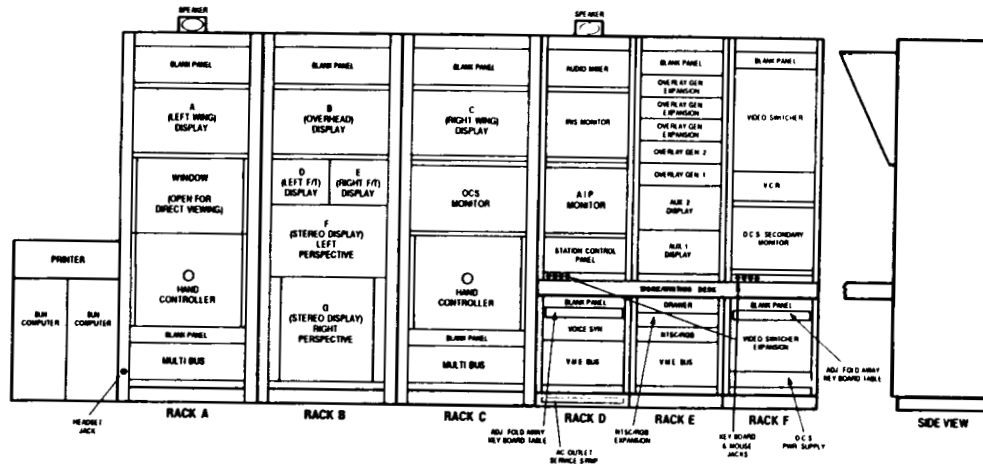 SPEAKER
SPEAKER
BLANK PANEL
A
(LEFT WING)
DISPLAY
WINDOW
(OPEN FOR
DIRECT VIEWING)
HAND
CONTROLLER
BLANK PANEL
MULTI BUS
RACK A
PRINTER
SUN
COMPUTER
SUN
COMPUTER
HEADSET
JACK
BLANK PANEL
B
(OVERHEAD)
DISPLAY
D
(LEFT F/T)
DISPLAY
E
(RIGHT F/T)
DISPLAY
F
(STEREO DISPLAY)
LEFT
PERSPECTIVE
G
(STEREO DISPLAY)
RIGHT
PERSPECTIVE
RACK B
BLANK PANEL
C
(RIGHT WING)
DISPLAY
OCS
MONITOR
HAND
CONTROLLER
BLANK PANEL
MULTI BUS
RACK C
AUDIO MIXER
IRIS MONITOR
A I P
MONITOR
STATION CONTROL
PANEL
BLANK PANEL
VOICE SYN
VME BUS
RACK D
ADJ FOLD AWAY
KEY BOARD TABLE
AC OUTLET
SERVICE STRIP
BLANK PANEL
OVERLAY GEN
EXPANSION
OVERLAY GEN
EXPANSION
OVERLAY GEN
EXPANSION
OVERLAY GEN 2
OVERLAY GEN 1
AUX 2
DISPLAY
AUX 1
DISPLAY
WORK/WRITING DESK
DRAWER
NTSC/RGB
VME BUS
RACK E
NTSC/RGB
EXPANSION
BLANK PANEL
VIDEO SWITCHER
VCR
OCS SECONDARY
MONITOR
BLANK PANEL
VIDEO SWITCHER
EXPANSION
RACK F
KEY BOARD
& MOUSE
JACKS
OCS
PWR SUPPLY
ADJ FOLD AWAY
KEY BOARD TABLE
SIDE VIEW